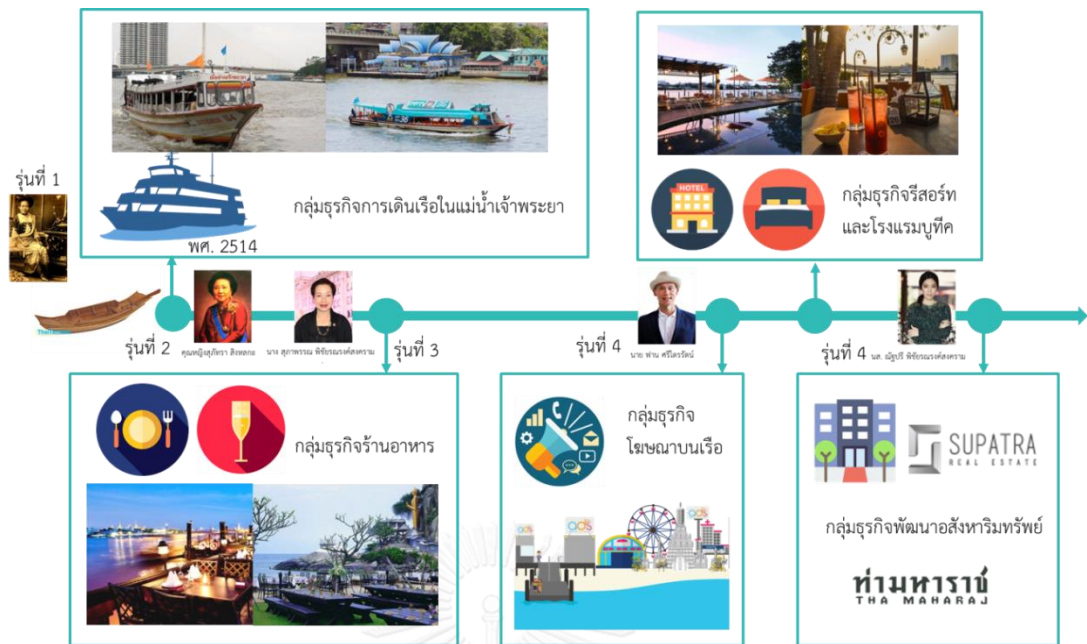 รุ่นที่ 1
กลุ่มธุรกิจการเดินเรือในแม่น้ำเจ้าพระยา
พศ. 2514
HOTEL
กลุ่มธุรกิจรีสอร์ท
และโรงแรมบูทีค
รุ่นที่ 2
คุณหญิงสุภัทรา สิงหลกะ
นาง สุภาพรรณ พิชัยรณรงค์สงคราม
รุ่นที่ 3
รุ่นที่ 4
นาย ฟาน ศรีไตรรัตน์
รุ่นที่ 4
นส. ณัฐปรี พิชัยรณรงค์สงคราม
กลุ่มธุรกิจร้านอาหาร
กลุ่มธุรกิจ
โฆษณาบนเรือ
ads
ads
SUPATRA
REAL ESTATE
กลุ่มธุรกิจพัฒนาอสังหาริมทรัพย์
ท่ามหาราช
THA MAHARAJ